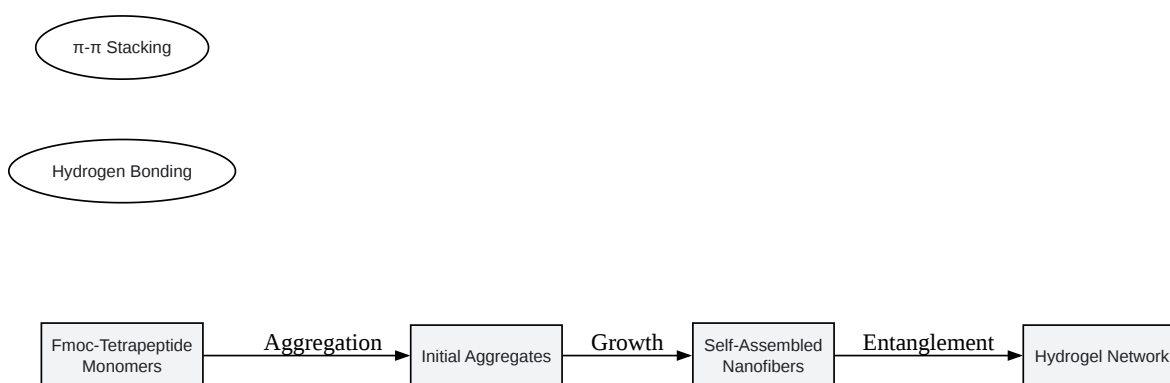 π-π Stacking
Hydrogen Bonding
Fmoc-Tetrapeptide
Monomers
Aggregation
Initial Aggregates
Growth
Self-Assembled
Nanofibers
Entanglement
Hydrogel Network